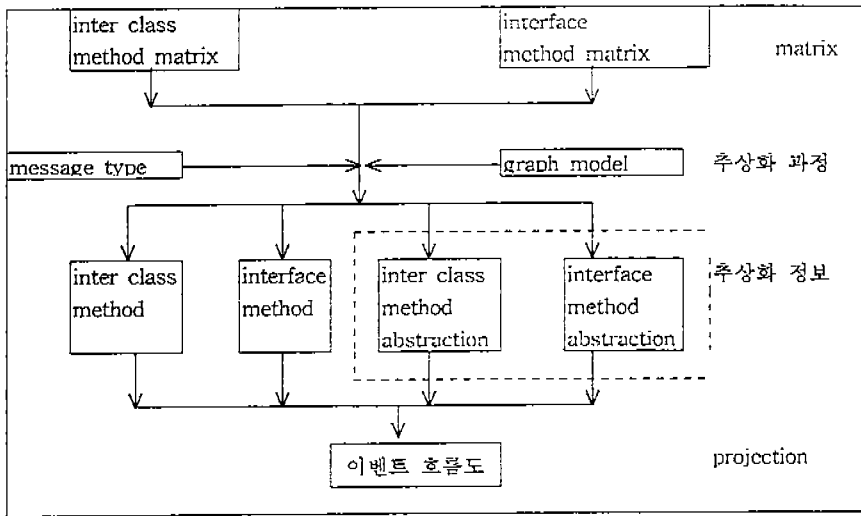 inter class
method matrix
interface
method matrix
matrix
message type
graph model
추상화 과정
inter class
method
interface
method
inter class
method
abstraction
interface
method
abstraction
추상화 정보
이벤트 흐름도
projection